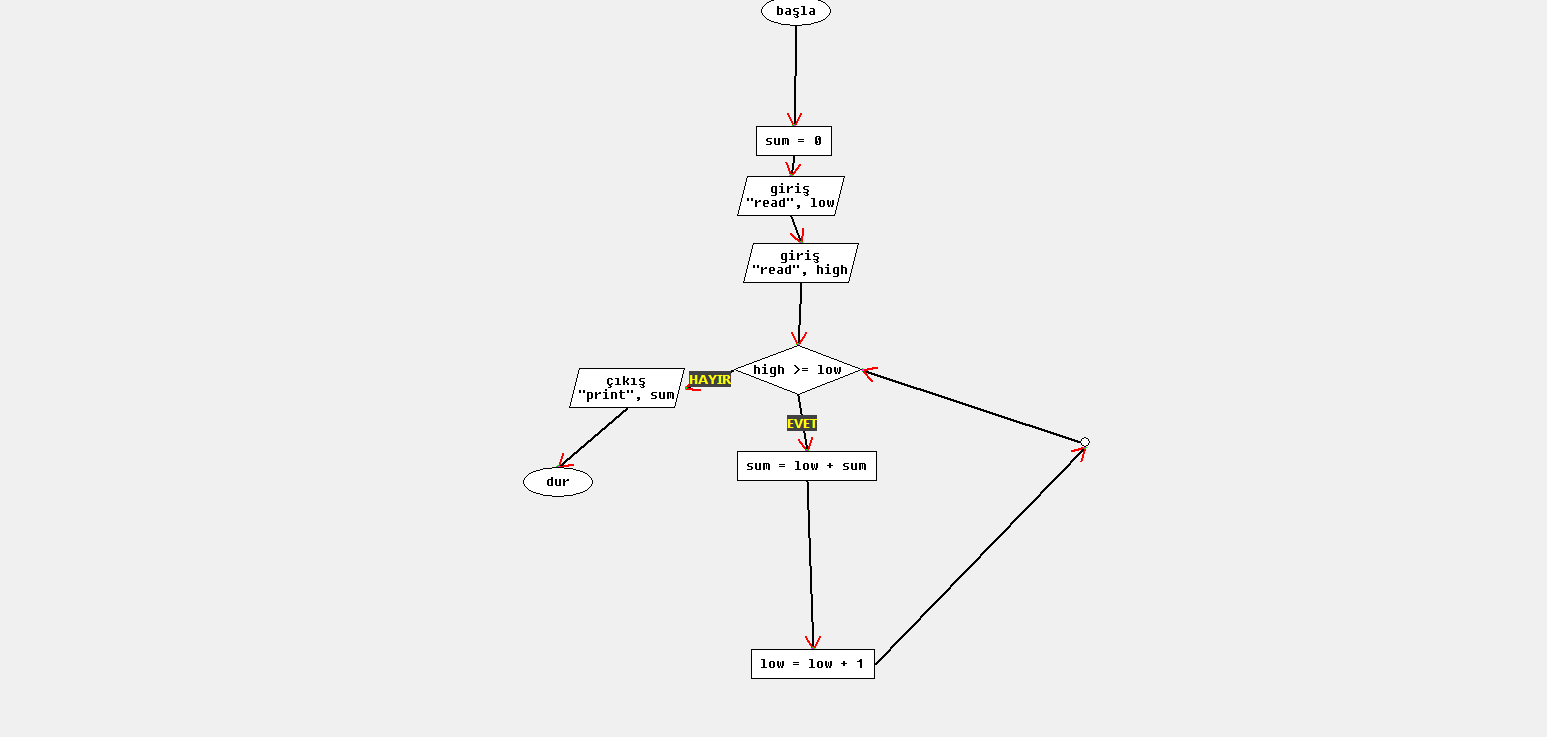 başla
sum = 0
giriş
"read", low
giriş
"read", high
high >= low
HAYIR
çıkış
"print", sum
EVET
sum = low + sum
dur
low = low + 1